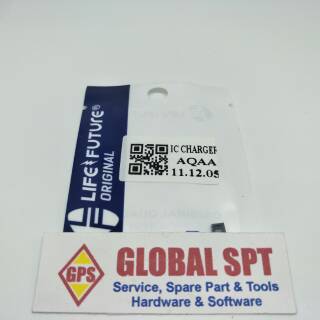 LIFE FUTURE®
ORIGINAL
IC CHARGER
AQAA
11.12.05
GPS
GLOBAL SPT
Service, Spare Part & Tools
Hardware & Software